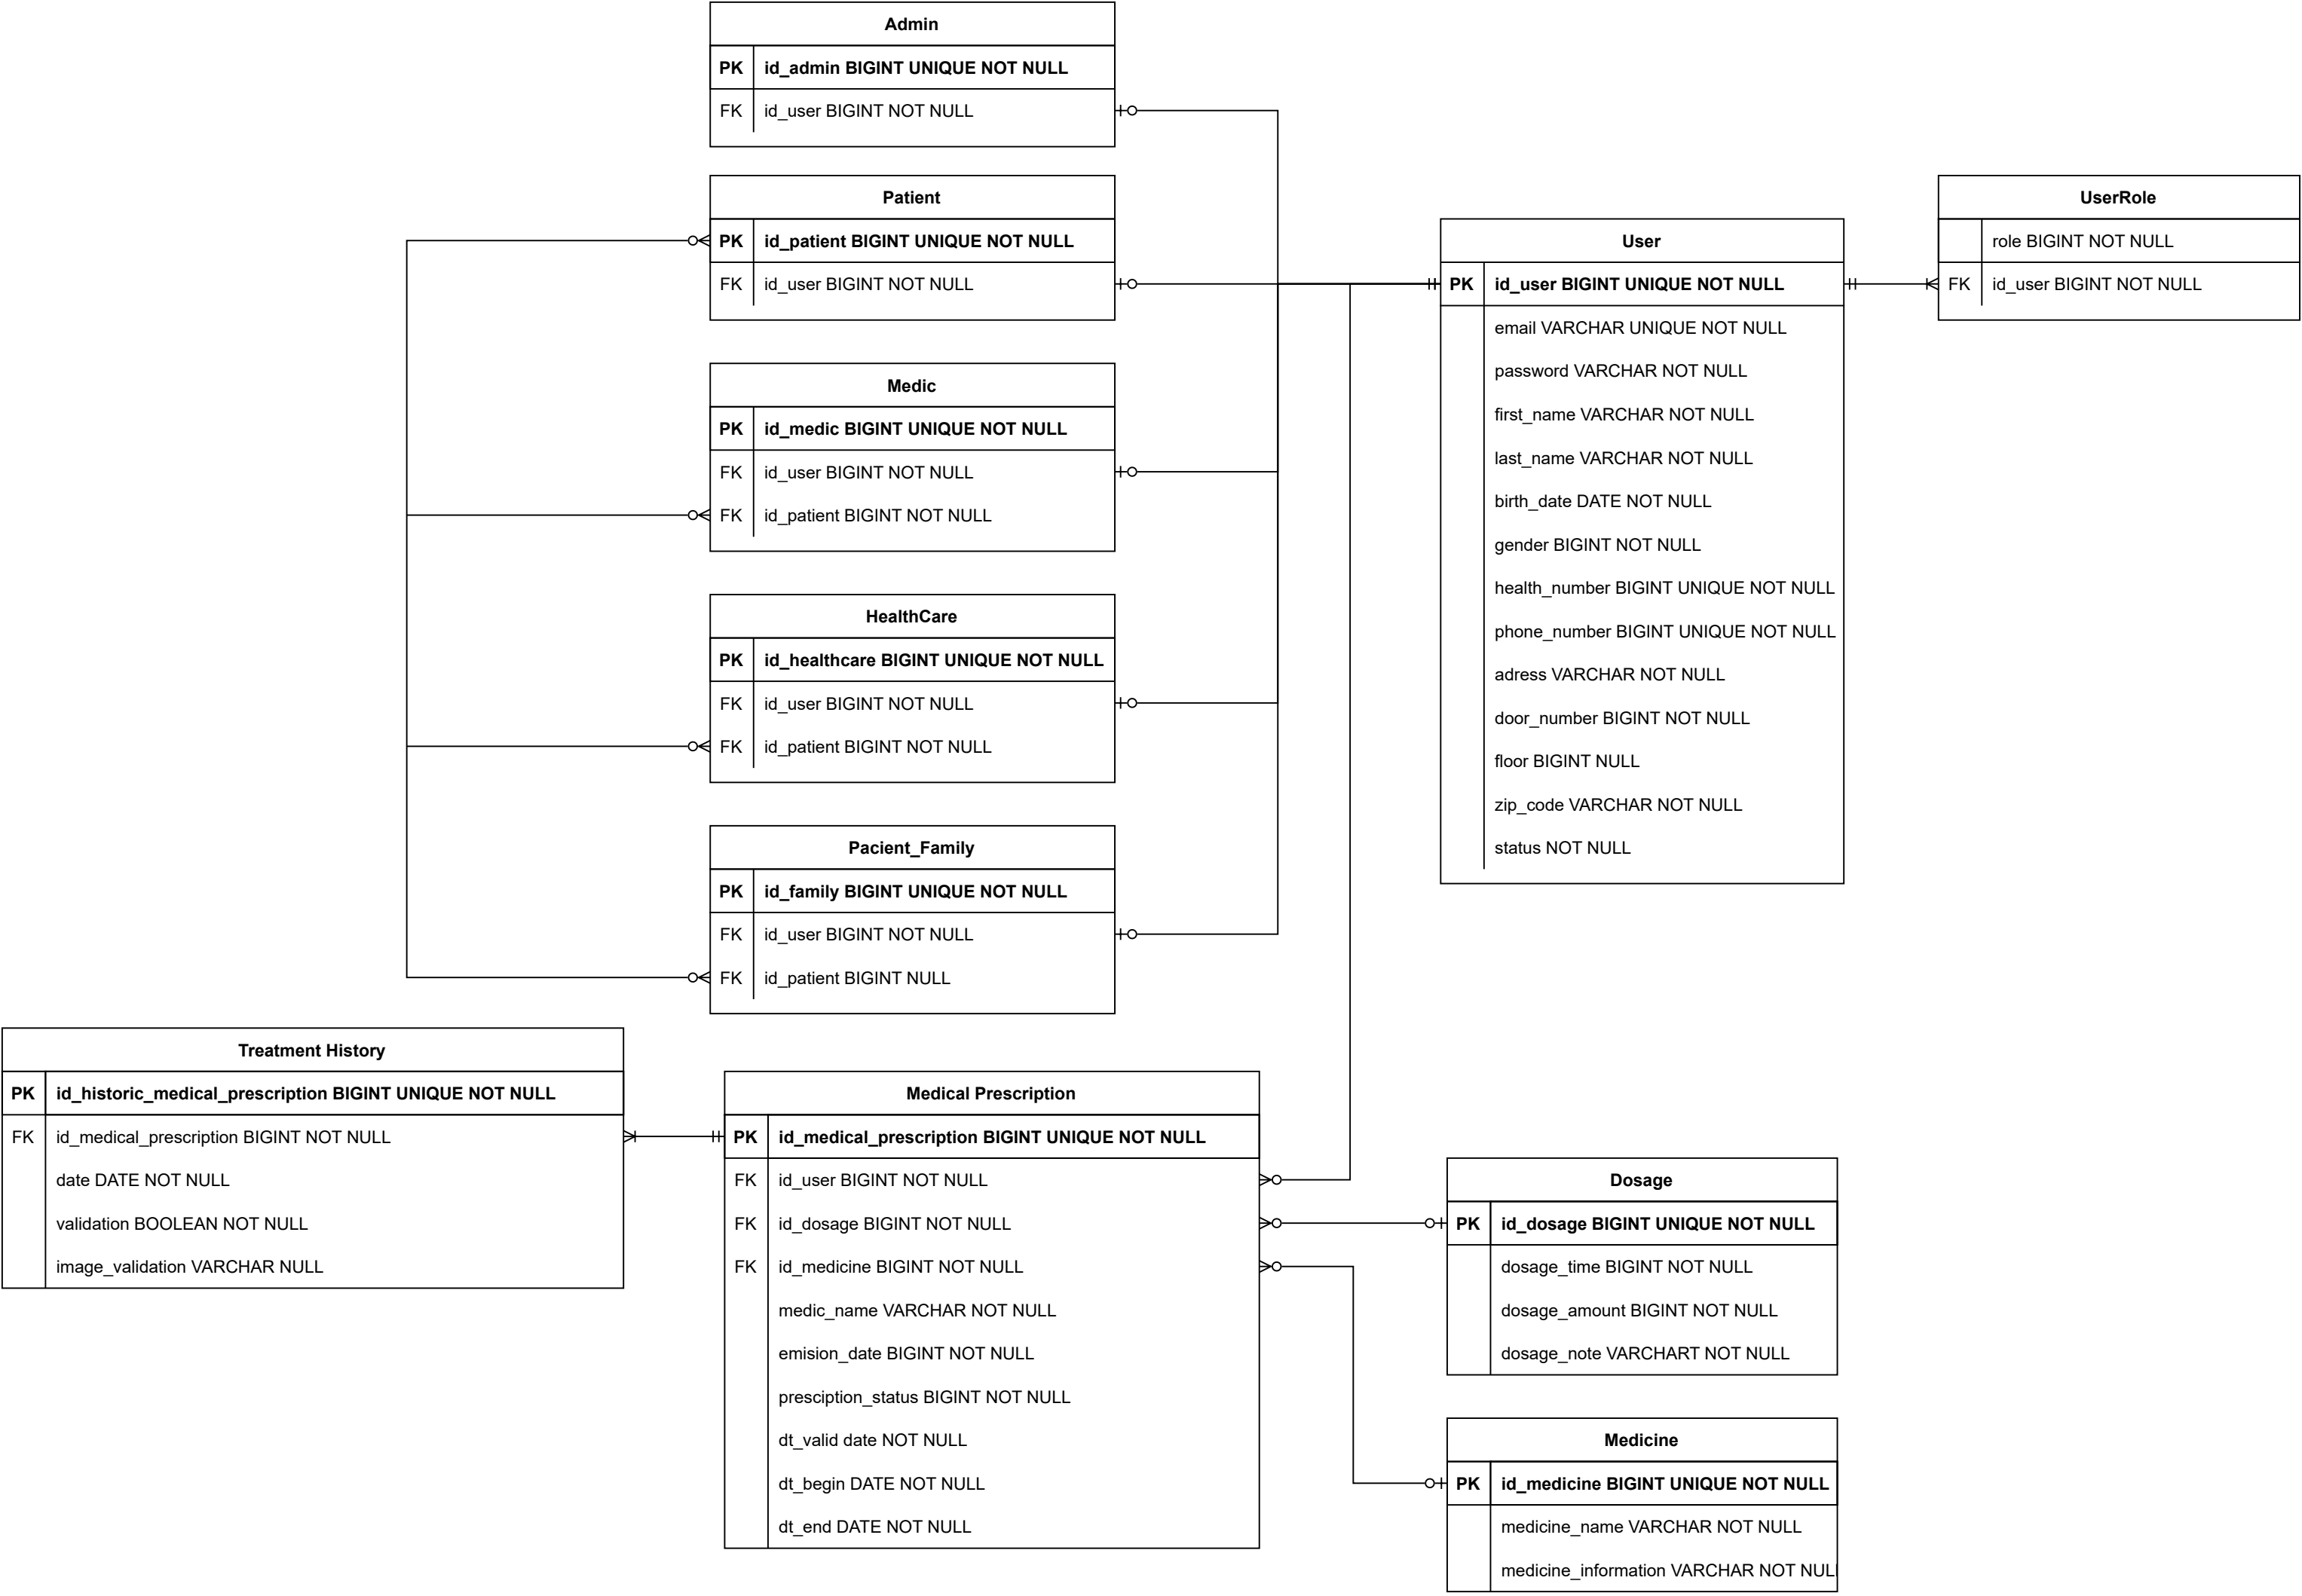 Admin
PK id_admin BIGINT UNIQUE NOT NULL
FK id_user BIGINT NOT NULL
Patient
PK id_patient BIGINT UNIQUE NOT NULL
FK id_user BIGINT NOT NULL
Medic
PK id_medic BIGINT UNIQUE NOT NULL
FK id_user BIGINT NOT NULL
FK id_patient BIGINT NOT NULL
HealthCare
PK id_healthcare BIGINT UNIQUE NOT NULL
FK id_user BIGINT NOT NULL
FK id_patient BIGINT NOT NULL
Pacient_Family
PK id_family BIGINT UNIQUE NOT NULL
FK id_user BIGINT NOT NULL
FK id_patient BIGINT NULL
User
PK id_user BIGINT UNIQUE NOT NULL
email VARCHAR UNIQUE NOT NULL
password VARCHAR NOT NULL
first_name VARCHAR NOT NULL
last_name VARCHAR NOT NULL
birth_date DATE NOT NULL
gender BIGINT NOT NULL
health_number BIGINT UNIQUE NOT NULL
phone_number BIGINT UNIQUE NOT NULL
adress VARCHAR NOT NULL
door_number BIGINT NOT NULL
floor BIGINT NULL
zip_code VARCHAR NOT NULL
status NOT NULL
UserRole
role BIGINT NOT NULL
FK id_user BIGINT NOT NULL
Treatment History
PK id_historic_medical_prescription BIGINT UNIQUE NOT NULL
FK id_medical_prescription BIGINT NOT NULL
date DATE NOT NULL
validation BOOLEAN NOT NULL
image_validation VARCHAR NULL
Medical Prescription
PK id_medical_prescription BIGINT UNIQUE NOT NULL
FK id_user BIGINT NOT NULL
FK id_dosage BIGINT NOT NULL
FK id_medicine BIGINT NOT NULL
medic_name VARCHAR NOT NULL
emision_date BIGINT NOT NULL
presciption_status BIGINT NOT NULL
dt_valid date NOT NULL
dt_begin DATE NOT NULL
dt_end DATE NOT NULL
Dosage
PK id_dosage BIGINT UNIQUE NOT NULL
dosage_time BIGINT NOT NULL
dosage_amount BIGINT NOT NULL
dosage_note VARCHART NOT NULL
Medicine
PK id_medicine BIGINT UNIQUE NOT NULL
medicine_name VARCHAR NOT NULL
medicine_information VARCHAR NOT NUL